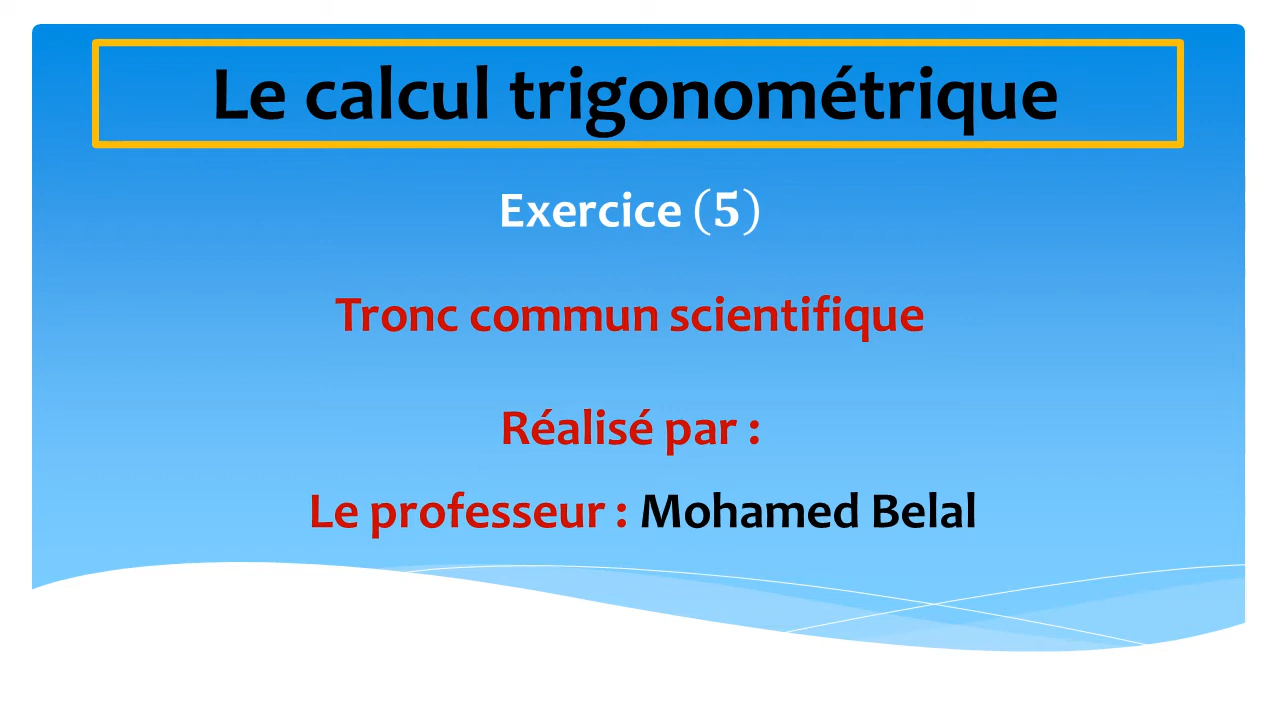 Le calcul trigonométrique
Exercice (5)
Tronc commun scientifique
Réalisé par :
Le professeur : Mohamed Belal